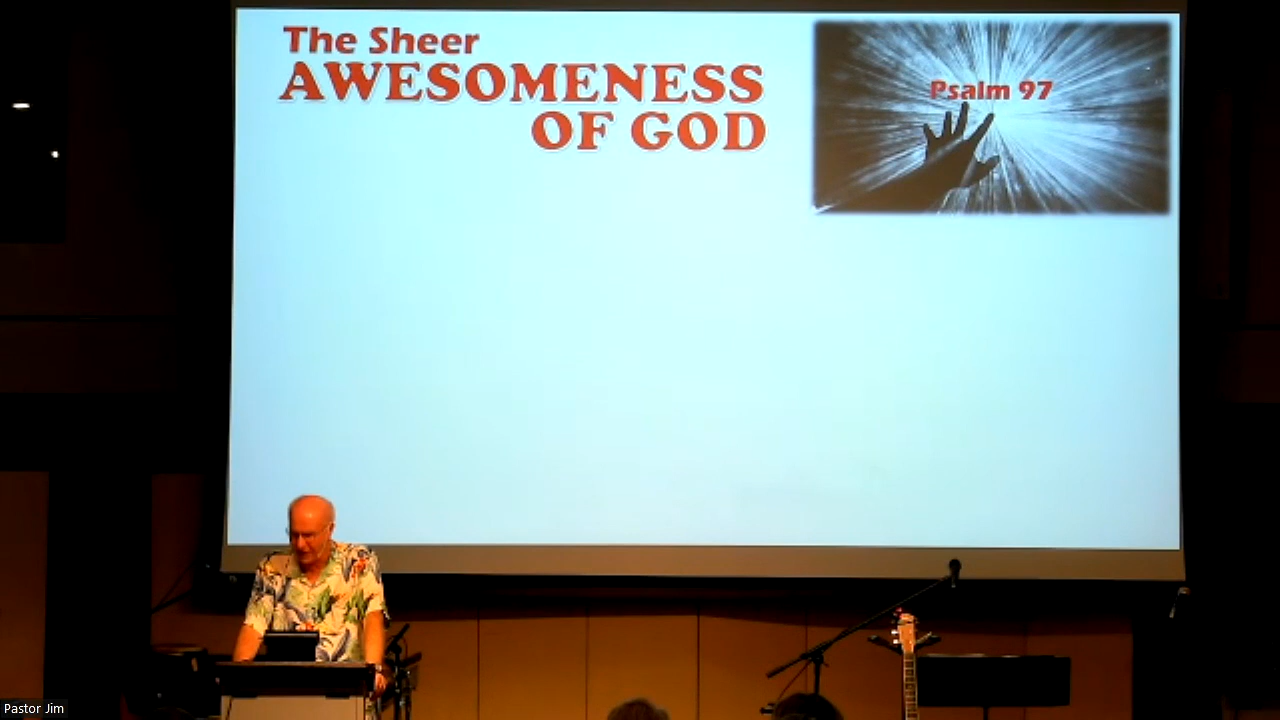 The Sheer
AWESOMENESS
OF GOD
Psalm 97
Pastor Jim